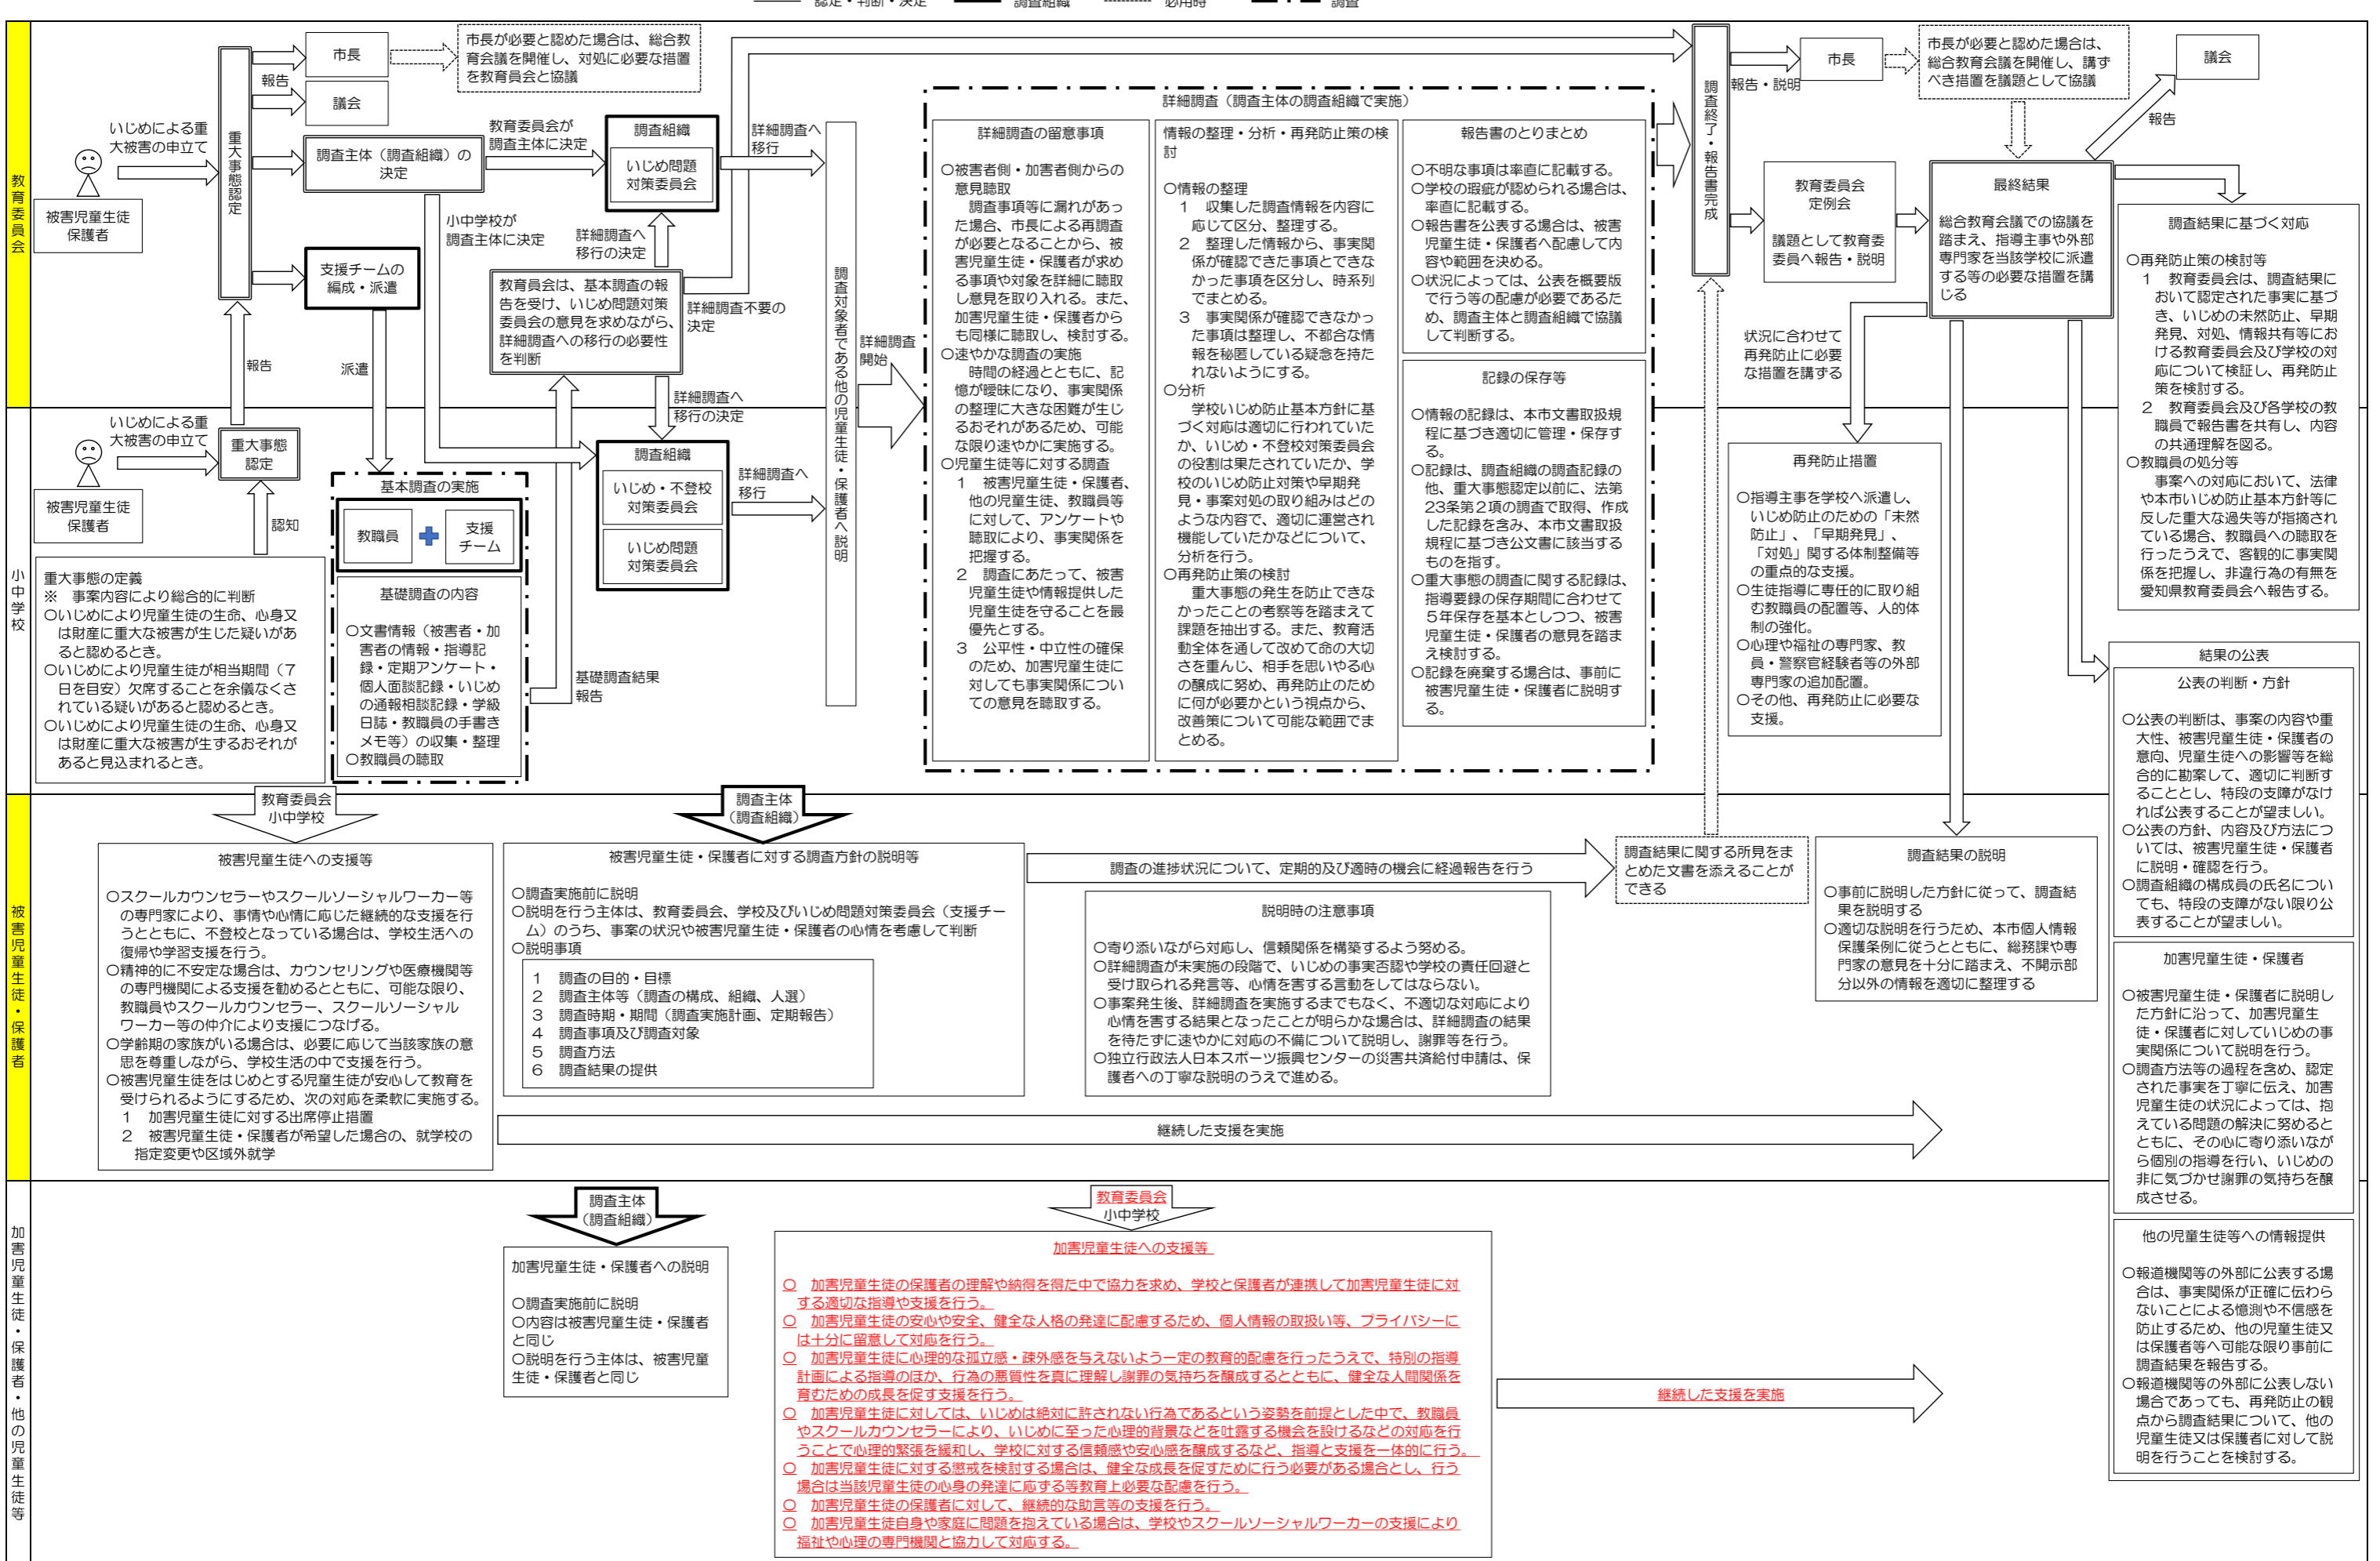 認定・判断・決定
調査組織
必用時
調査
教育委員会
いじめによる重
大被害の申立て
被害児童生徒
保護者
重大事態認定
報告
市長
議会
市長が必要と認めた場合は、総合教
育会議を開催し、対処に必要な措置
を教育員会と協議
調査主体（調査組織）の
決定
教育委員会が
調査主体に決定
調査組織
いじめ問題
対策委員会
詳細調査へ
移行
支援チームの
編成・派遣
小中学校が
調査主体に決定
詳細調査へ
移行の決定
教育委員会は、基本調査の報
告を受け、いじめ問題対策
委員会の意見を求めながら、
詳細調査への移行の必要性
を判断
詳細調査不要の
決定
報告
派遣
詳細調査へ
移行の決定
調査対象者である他の児童生徒・保護者へ説明
詳細調査
開始
詳細調査（調査主体の調査組織で実施）
詳細調査の留意事項
○被害者側・加害者側からの
意見聴取
調査事項等に漏れがあっ
た場合、市長による再調査
が必要となることから、被
害児童生徒・保護者が求め
る事項や対象を詳細に聴取
し意見を取り入れる。また、
加害児童生徒・保護者から
も同様に聴取し、検討する。
○速やかな調査の実施
時間の経過とともに、記
憶が曖昧になり、事実関係
の整理に大きな困難が生じ
るおそれがあるため、可能
な限り速やかに実施する。
○児童生徒等に対する調査
１　被害児童生徒・保護者、
他の児童生徒、教職員等
に対して、アンケートや
聴取により、事実関係を
把握する。
２　調査にあたって、被害
児童生徒や情報提供した
児童生徒を守ることを最
優先とする。
３　公平性・中立性の確保
のため、加害児童生徒に
対しても事実関係につい
ての意見を聴取する。
情報の整理・分析・再発防止策の検
討
○情報の整理
１　収集した調査情報を内容に
応じて区分、整理する。
２　整理した情報から、事実関
係が確認できた事項とできな
かった事項を区分し、時系列
でまとめる。
３　事実関係が確認できなかっ
た事項は整理し、不都合な情
報を秘匿している疑念を持た
れないようにする。
○分析
学校いじめ防止基本方針に基
づく対応は適切に行われていた
か、いじめ・不登校対策委員会
の役割は果たされていたか、学
校のいじめ防止対策や早期発
見・事案対処の取り組みはどの
ような内容で、適切に運営され
機能していたかなどについて、
分析を行う。
○再発防止策の検討
重大事態の発生を防止できな
かったことの考察等を踏まえて
課題を抽出する。また、教育活
動全体を通して改めて命の大切
さを重んじ、相手を思いやる心
の醸成に努め、再発防止のため
に何が必要かという視点から、
改善策について可能な範囲でま
とめる。
報告書のとりまとめ
○不明な事項は率直に記載する。
○学校の瑕疵が認められる場合は、
率直に記載する。
○報告書を公表する場合は、被害
児童生徒・保護者へ配慮して内
容や範囲を決める。
○状況によっては、公表を概要版
で行う等の配慮が必要であるた
め、調査主体と調査組織で協議
して判断する。
記録の保存等
○情報の記録は、本市文書取扱規
程に基づき適切に管理・保存す
る。
○記録は、調査組織の調査記録の
他、重大事態認定以前に、法第
23条第２項の調査で取得、作成
した記録を含み、本市文書取扱
規程に基づき公文書に該当する
ものを指す。
○重大事態の調査に関する記録は、
指導要録の保存期間に合わせて
５年保存を基本としつつ、被害
児童生徒・保護者の意見を踏ま
え検討する。
○記録を廃棄する場合は、事前に
被害児童生徒・保護者に説明す
る。
調査終了・報告書完成
報告・説明
市長
市長が必要と認めた場合は、
総合教育会議を開催し、講ず
べき措置を議題として協議
議会
報告
教育委員会
定例会
議題として教育委
委員へ報告・説明
最終結果
総合教育会議での協議を
踏まえ、指導主事や外部
専門家を当該学校に派遣
する等の必要な措置を講
じる
状況に合わせて
再発防止に必要
な措置を講ずる
調査結果に基づく対応
○再発防止策の検討等
１　教育委員会は、調査結果に
おいて認定された事実に基づ
き、いじめの未然防止、早期
発見、対処、情報共有等にお
ける教育委員会及び学校の対
応について検証し、再発防止
策を検討する。
２　教育委員会及び各学校の教
職員で報告書を共有し、内容
の共通理解を図る。
○教職員の処分等
事案への対応において、法律
や本市いじめ防止基本方針等に
反した重大な過失等が指摘され
ている場合、教職員への聴取を
行ったうえで、客観的に事実関
係を把握し、非違行為の有無を
愛知県教育委員会へ報告する。
小中学校
いじめによる重
大被害の申立て
被害児童生徒
保護者
重大事態
認定
認知
重大事態の定義
※　事案内容により総合的に判断
○いじめにより児童生徒の生命、心身又
は財産に重大な被害が生じた疑いがあ
ると認めるとき。
○いじめにより児童生徒が相当期間（７
日を目安）欠席することを余儀なくさ
れている疑いがあると認めるとき。
○いじめにより児童生徒の生命、心身又
は財産に重大な被害が生ずるおそれが
あると見込まれるとき。
基本調査の実施
教職員
支援
チーム
基礎調査の内容
○文書情報（被害者・加
害者の情報・指導記
録・定期アンケート・
個人面談記録・いじめ
の通報相談記録・学級
日誌・教職員の手書き
メモ等）の収集・整理
○教職員の聴取
基礎調査結果
報告
調査組織
いじめ・不登校
対策委員会
いじめ問題
対策委員会
詳細調査へ
移行
再発防止措置
○指導主事を学校へ派遣し、
いじめ防止のための「未然
防止」、「早期発見」、
「対処」関する体制整備等
の重点的な支援。
○生徒指導に専任的に取り組
む教職員の配置等、人的体
制の強化。
○心理や福祉の専門家、教
員・警察官経験者等の外部
専門家の追加配置。
○その他、再発防止に必要な
支援。
結果の公表
公表の判断・方針
○公表の判断は、事案の内容や重
大性、被害児童生徒・保護者の
意向、児童生徒への影響等を総
合的に勘案して、適切に判断す
ることとし、特段の支障がなけ
れば公表することが望ましい。
○公表の方針、内容及び方法につ
いては、被害児童生徒・保護者
に説明・確認を行う。
○調査組織の構成員の氏名につい
ても、特段の支障がない限り公
表することが望ましい。
加害児童生徒・保護者
○被害児童生徒・保護者に説明し
た方針に沿って、加害児童生
徒・保護者に対していじめの事
実関係について説明を行う。
○調査方法等の過程を含め、認定
された事実を丁寧に伝え、加害
児童生徒の状況によっては、抱
えている問題の解決に努めると
ともに、その心に寄り添いなが
ら個別の指導を行い、いじめの
非に気づかせ謝罪の気持ちを醸
成させる。
他の児童生徒等への情報提供
○報道機関等の外部に公表する場
合は、事実関係が正確に伝わら
ないことによる憶測や不信感を
防止するため、他の児童生徒又
は保護者等へ可能な限り事前に
調査結果を報告する。
○報道機関等の外部に公表しない
場合であっても、再発防止の観
点から調査結果について、他の
児童生徒又は保護者に対して説
明を行うことを検討する。
被害児童生徒・保護者
教育委員会
小中学校
被害児童生徒への支援等
○スクールカウンセラーやスクールソーシャルワーカー等
の専門家により、事情や心情に応じた継続的な支援を行
うとともに、不登校となっている場合は、学校生活への
復帰や学習支援を行う。
○精神的に不安定な場合は、カウンセリングや医療機関等
の専門機関による支援を勧めるとともに、可能な限り、
教職員やスクールカウンセラー、スクールソーシャル
ワーカー等の仲介により支援につなげる。
○学齢期の家族がいる場合は、必要に応じて当該家族の意
思を尊重しながら、学校生活の中で支援を行う。
○被害児童生徒をはじめとする児童生徒が安心して教育を
受けられるようにするため、次の対応を柔軟に実施する。
１　加害児童生徒に対する出席停止措置
２　被害児童生徒・保護者が希望した場合の、就学校の
指定変更や区域外就学
調査主体
（調査組織）
被害児童生徒・保護者に対する調査方針の説明等
○調査実施前に説明
○説明を行う主体は、教育委員会、学校及びいじめ問題対策委員会（支援チー
ム）のうち、事案の状況や被害児童生徒・保護者の心情を考慮して判断
○説明事項
１　調査の目的・目標
２　調査主体等（調査の構成、組織、人選）
３　調査時期・期間（調査実施計画、定期報告）
４　調査事項及び調査対象
５　調査方法
６　調査結果の提供
調査の進捗状況について、定期的及び適時の機会に経過報告を行う
説明時の注意事項
○寄り添いながら対応し、信頼関係を構築するよう努める。
○詳細調査が未実施の段階で、いじめの事実否認や学校の責任回避と
受け取られる発言等、心情を害する言動をしてはならない。
○事案発生後、詳細調査を実施するまでもなく、不適切な対応により
心情を害する結果となったことが明らかな場合は、詳細調査の結果
を待たずに速やかに対応の不備について説明し、謝罪等を行う。
○独立行政法人日本スポーツ振興センターの災害共済給付申請は、保
護者への丁寧な説明のうえで進める。
調査結果に関する所見をま
とめた文書を添えることが
できる
調査結果の説明
○事前に説明した方針に従って、調査結
果を説明する
○適切な説明を行うため、本市個人情報
保護条例に従うとともに、総務課や専
門家の意見を十分に踏まえ、不開示部
分以外の情報を適切に整理する
継続した支援を実施
加害児童生徒・保護者・他の児童生徒等
調査主体
（調査組織）
加害児童生徒・保護者への説明
○調査実施前に説明
○内容は被害児童生徒・保護者
と同じ
○説明を行う主体は、被害児童
生徒・保護者と同じ
教育委員会
小中学校
加害児童生徒への支援等
○　加害児童生徒の保護者の理解や納得を得た中で協力を求め、学校と保護者が連携して加害児童生徒に対
する適切な指導や支援を行う。
○　加害児童生徒の安心や安全、健全な人格の発達に配慮するため、個人情報の取扱い等、プライバシーに
は十分に留意して対応を行う。
○　加害児童生徒に心理的な孤立感・疎外感を与えないよう一定の教育的配慮を行ったうえで、特別の指導
計画による指導のほか、行為の悪質性を真に理解し謝罪の気持ちを醸成するとともに、健全な人間関係を
育むための成長を促す支援を行う。
○　加害児童生徒に対しては、いじめは絶対に許されない行為であるという姿勢を前提とした中で、教職員
やスクールカウンセラーにより、いじめに至った心理的背景などを吐露する機会を設けるなどの対応を行
うことで心理的緊張を緩和し、学校に対する信頼感や安心感を醸成するなど、指導と支援を一体的に行う。
○　加害児童生徒に対する懲戒を検討する場合は、健全な成長を促すために行う必要がある場合とし、行う
場合は当該児童生徒の心身の発達に応ずる等教育上必要な配慮を行う。
○　加害児童生徒の保護者に対して、継続的な助言等の支援を行う。
○　加害児童生徒自身や家庭に問題を抱えている場合は、学校やスクールソーシャルワーカーの支援により
福祉や心理の専門機関と協力して対応する。
継続した支援を実施